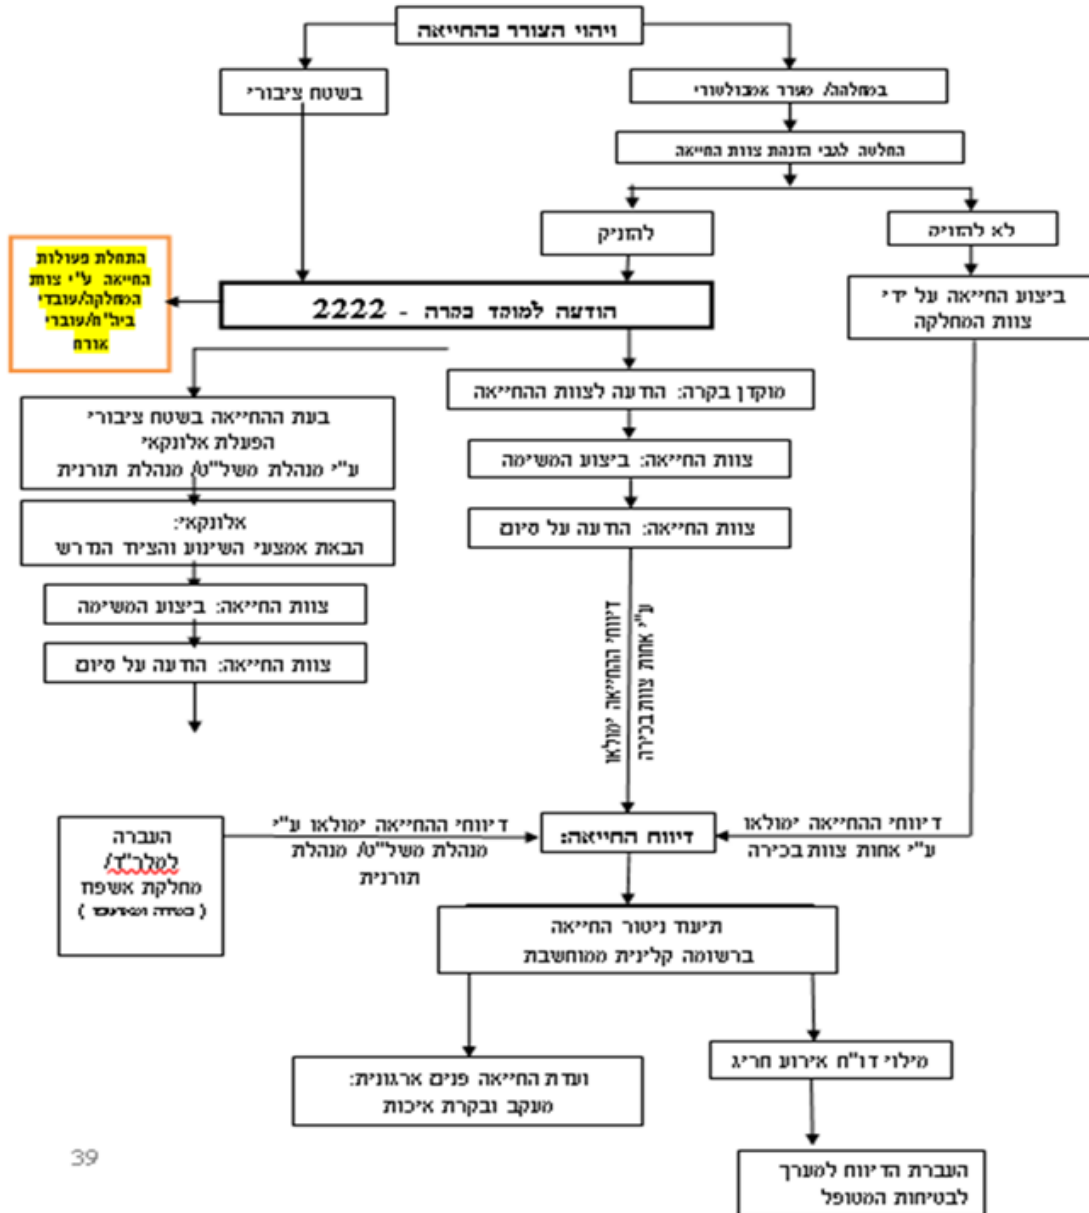 זיהוי הצורך בהחייאה
בשטח ציבורי
במחלקה/ מערך אמבולטורי
החלטה לגבי הזנקת צוות החייאה
להזניק
לא להזניק
התחלת פעולות
החייאה ע"י צוות
המחלקה/עובדי
ביה"ח/עוברי
אורח
הודעה למוקד בקרה - 2222
ביצוע החייאה על ידי
צוות המחלקה
מוקדן בקרה: הודעה לצוות ההחייאה
בעת ההחייאה בשטח ציבורי
הפעלת אלונקאי
ע"י מנהלת משל"ט/ מנהלת תורנית
צוות החייאה: ביצוע המשימה
אלונקאי:
הבאת אמצעי השינוע והציוד הנדרש
צוות החייאה: הודעה על סיום
צוות החייאה: ביצוע המשימה
צוות החייאה: הודעה על סיום
דיווחי ההחייאה ימולאו
ע"י אחות צוות בכירה
העברה
למלר"ד/
מחלקת אשפוז
דיווחי ההחייאה ימולאו ע"י
מנהלת משל"ט/ מנהלת
תורנית
דיווח החייאה:
דיווחי ההחייאה ימולאו
ע"י אחות צוות בכירה
תיעוד ניטור החייאה
ברשומה קלינית ממוחשבת
ועדת החייאה פנים ארגונית:
מעקב ובקרת איכות
מילוי דו"ח אירוע חריג
העברת הדיווח למערך
לבטיחות המטופל
39